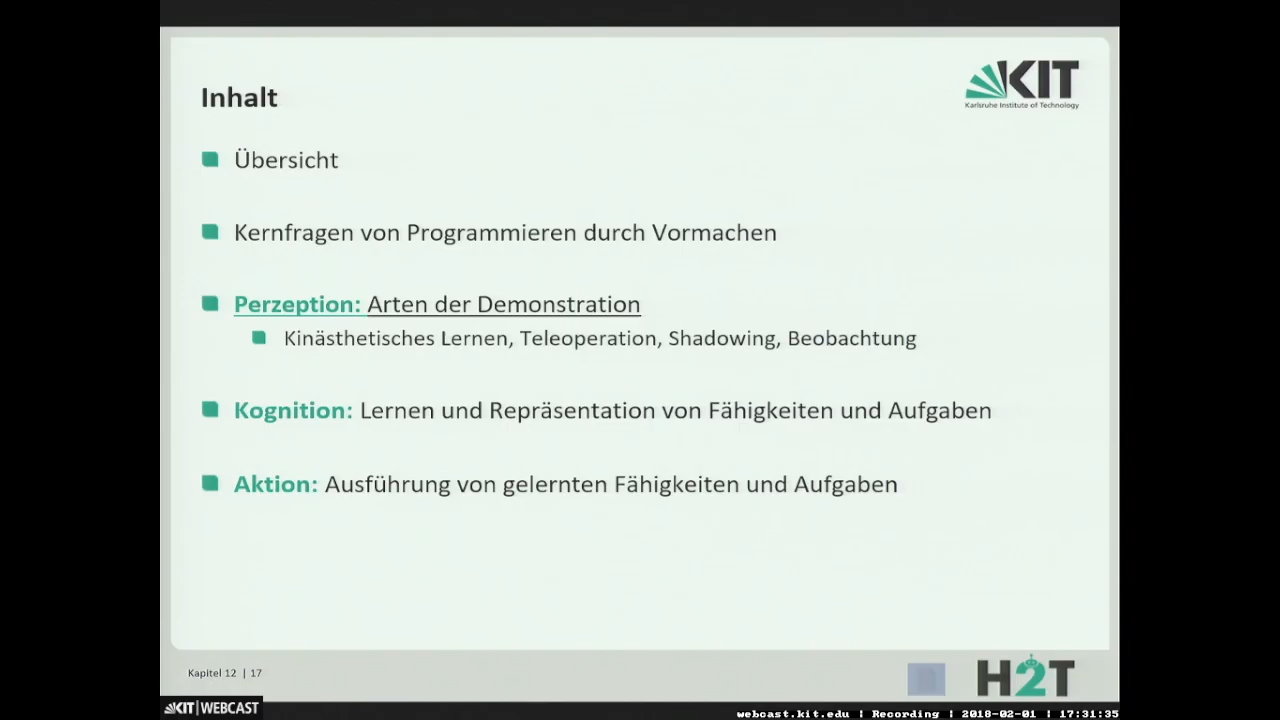 Inhalt
KIT
Karlsruhe Institute of Technology
Übersicht
Kernfragen von Programmieren durch Vormachen
Perzeption: Arten der Demonstration
Kinästhetisches Lernen, Teleoperation, Shadowing, Beobachtung
Kognition: Lernen und Repräsentation von Fähigkeiten und Aufgaben
Aktion: Ausführung von gelernten Fähigkeiten und Aufgaben
Kapitel 12 | 17
H2T
KIT | WEBCAST
webcast.kit.edu | Recording | 2018-02-01 | 17:31:35